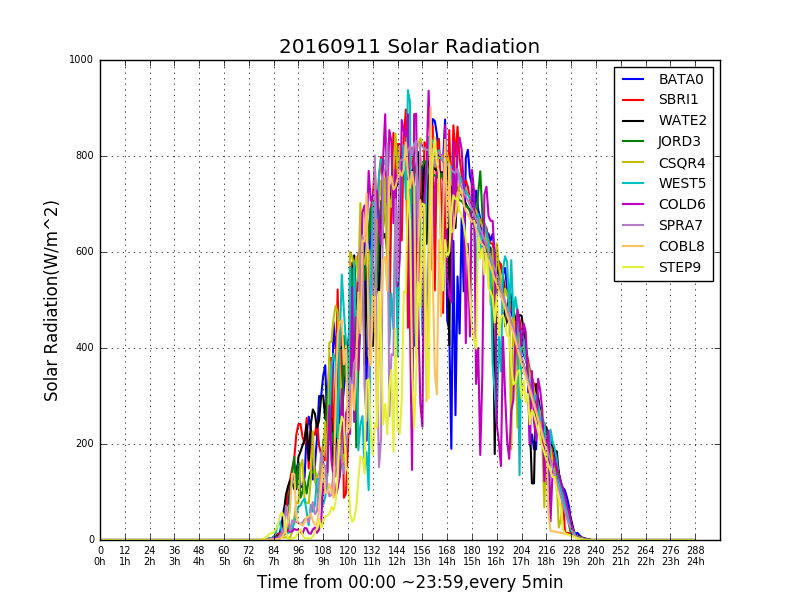 20160911 Solar Radiation
1000
800
600
400
200
0
Solar Radiation(W/m^2)
BATA0
SBRI1
WATE2
JORD3
CSQR4
WEST5
COLD6
SPRA7
COBL8
STEP9
0 12 24 36 48 60 72 84 96 108 120 132 144 156 168 180 192 204 216 228 240 252 264 276 288
0h 1h 2h 3h 4h 5h 6h 7h 8h 9h 10h 11h 12h 13h 14h 15h 16h 17h 18h 19h 20h 21h 22h 23h 24h
Time from 00:00 ~23:59,every 5min